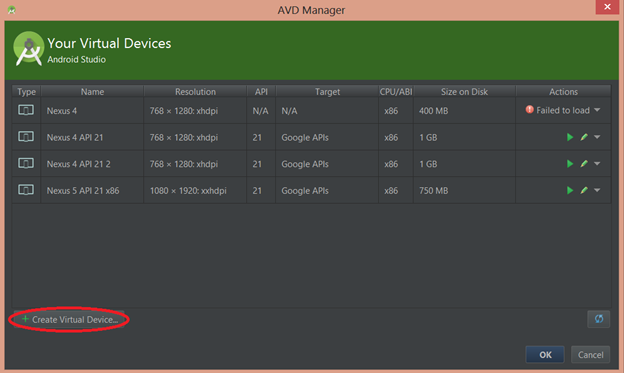 AVD Manager
Your Virtual Devices
Android Studio
Type Name Resolution API Target CPU/ABI Size on Disk Actions
Nexus 4 768 × 1280: xhdpi N/A N/A x86 400 MB Failed to load
Nexus 4 API 21 768 × 1280: xhdpi 21 Google APIs x86 1 GB
Nexus 4 API 21 2 768 × 1280: xhdpi 21 Google APIs x86 1 GB
Nexus 5 API 21 x86 1080 × 1920: xxhdpi 21 Google APIs x86 750 MB
+ Create Virtual Device...
OK Cancel